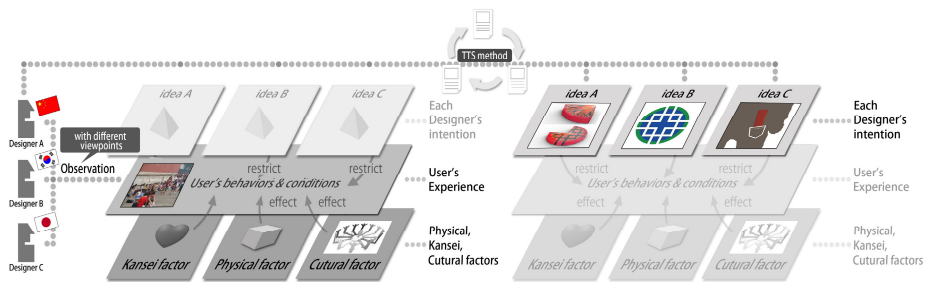 TTS method
idea A
idea B
idea C
Each
Designer's
intention
Designer A
with different
viewpoints
Observation
Designer B
Designer C
restrict
restrict
User's behaviors & conditions
effect
effect
User's
Experience
Kansei factor
Physical factor
Cutural factor
Physical,
Kansei,
Cutural factors
idea A
idea B
idea C
Each
Designer's
intention
restrict
restrict
User's behaviors & conditions
effect
effect
User's
Experience
Kansei factor
Physical factor
Cutural factor
Physical,
Kansei,
Cutural factors